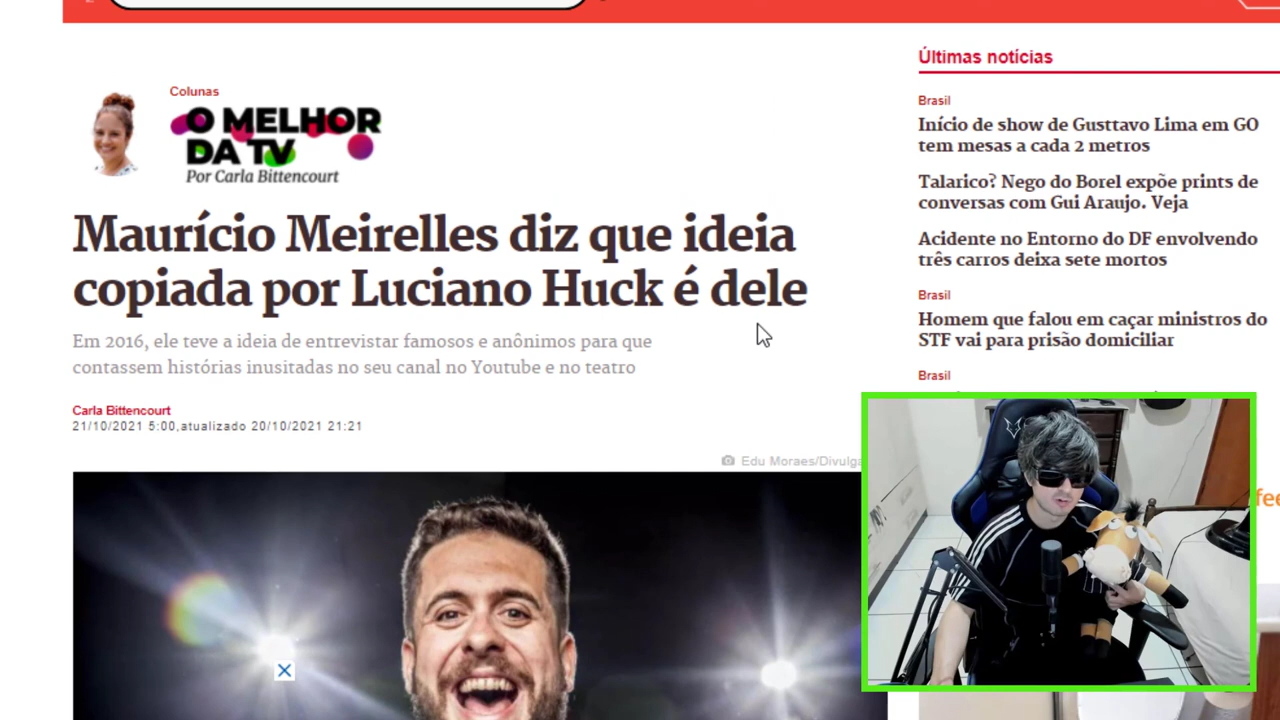 Colunas
O MELHOR
DA TV
Por Carla Bittencourt
Maurício Meirelles diz que ideia
copiada por Luciano Huck é dele
Em 2016, ele teve a ideia de entrevistar famosos e anônimos para que
contassem histórias inusitadas no seu canal no Youtube e no teatro
Carla Bittencourt
21/10/2021 5:00,atualizado 20/10/2021 21:21
Edu Moraes/Divulga
Últimas notícias
Brasil
Início de show de Gusttavo Lima em GO
tem mesas a cada 2 metros
Talarico? Nego do Borel expõe prints de
conversas com Gui Araujo. Veja
Acidente no Entorno do DF envolvendo
três carros deixa sete mortos
Brasil
Homem que falou em caçar ministros do
STF vai para prisão domiciliar
Brasil
fee